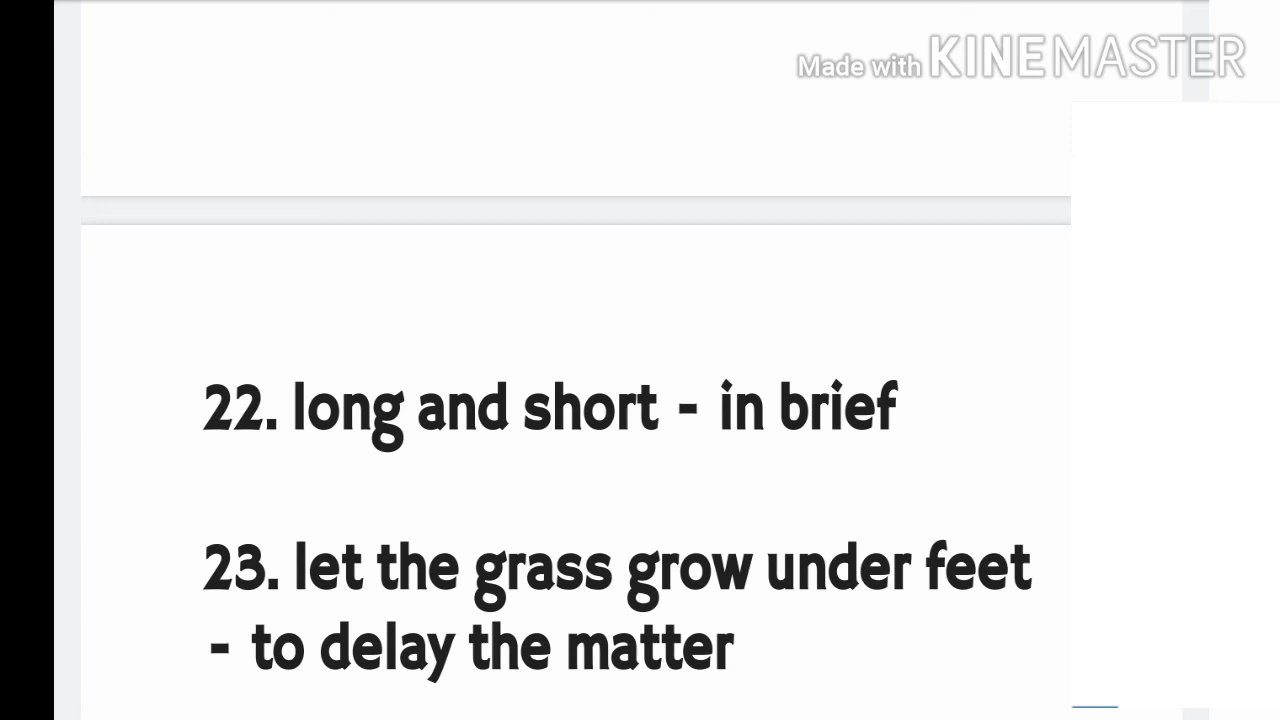 Made with KINEMASTER
22. long and short - in brief
23. let the grass grow under feet
- to delay the matter